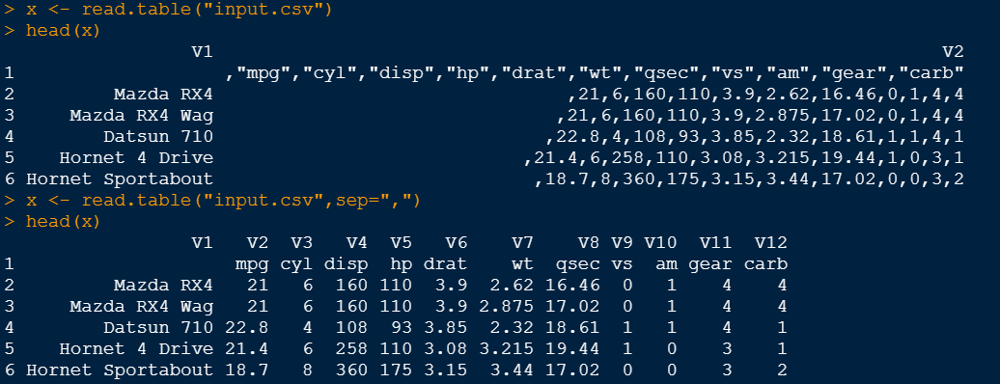 > x <- read.table("input.csv")
> head(x)
V1 V2
1 ,"mpg","cyl","disp","hp","drat","wt","qsec","vs","am","gear","carb"
2 Mazda RX4 ,21,6,160,110,3.9,2.62,16.46,0,1,4,4
3 Mazda RX4 Wag ,21,6,160,110,3.9,2.875,17.02,0,1,4,4
4 Datsun 710 ,22.8,4,108,93,3.85,2.32,18.61,1,1,4,1
5 Hornet 4 Drive ,21.4,6,258,110,3.08,3.215,19.44,1,0,3,1
6 Hornet Sportabout ,18.7,8,360,175,3.15,3.44,17.02,0,0,3,2
> x <- read.table("input.csv",sep=",")
> head(x)
V1 V2 V3 V4 V5 V6 V7 V8 V9 V10 V11 V12
1 mpg cyl disp hp drat wt qsec vs am gear carb
2 Mazda RX4 21 6 160 110 3.9 2.62 16.46 0 1 4 4
3 Mazda RX4 Wag 21 6 160 110 3.9 2.875 17.02 0 1 4 4
4 Datsun 710 22.8 4 108 93 3.85 2.32 18.61 1 1 4 1
5 Hornet 4 Drive 21.4 6 258 110 3.08 3.215 19.44 1 0 3 1
6 Hornet Sportabout 18.7 8 360 175 3.15 3.44 17.02 0 0 3 2